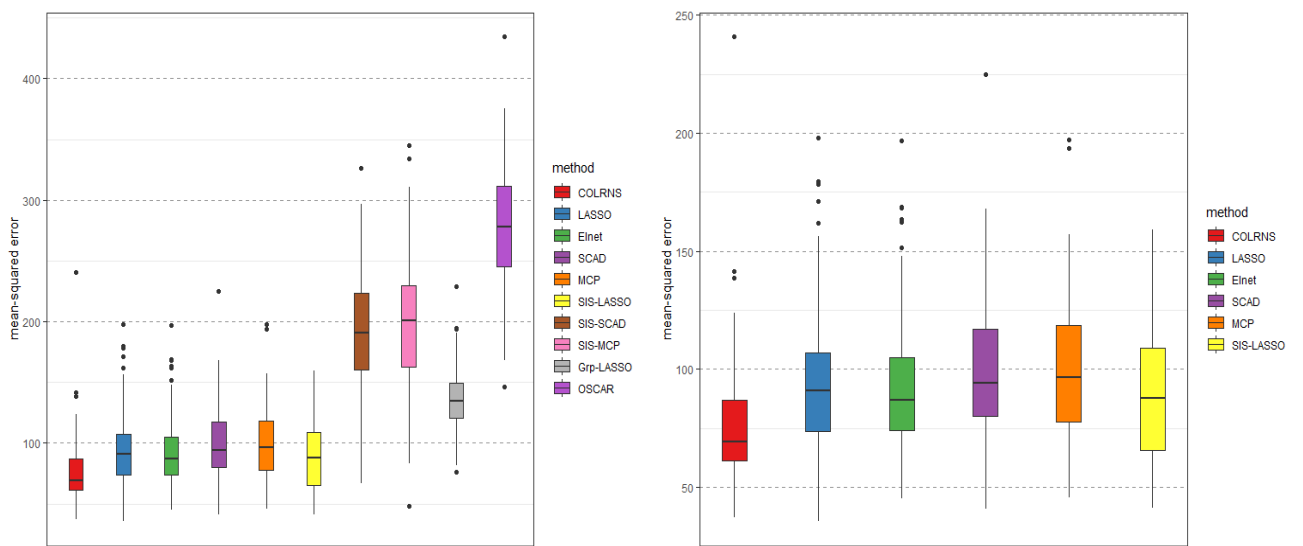 mean-squared error
400
300
200
100
method
COLRNS
LASSO
Elnet
SCAD
MCP
SIS-LASSO
SIS-SCAD
SIS-MCP
Grp-LASSO
OSCAR
mean-squared error
250
200
150
100
50
method
COLRNS
LASSO
Elnet
SCAD
MCP
SIS-LASSO